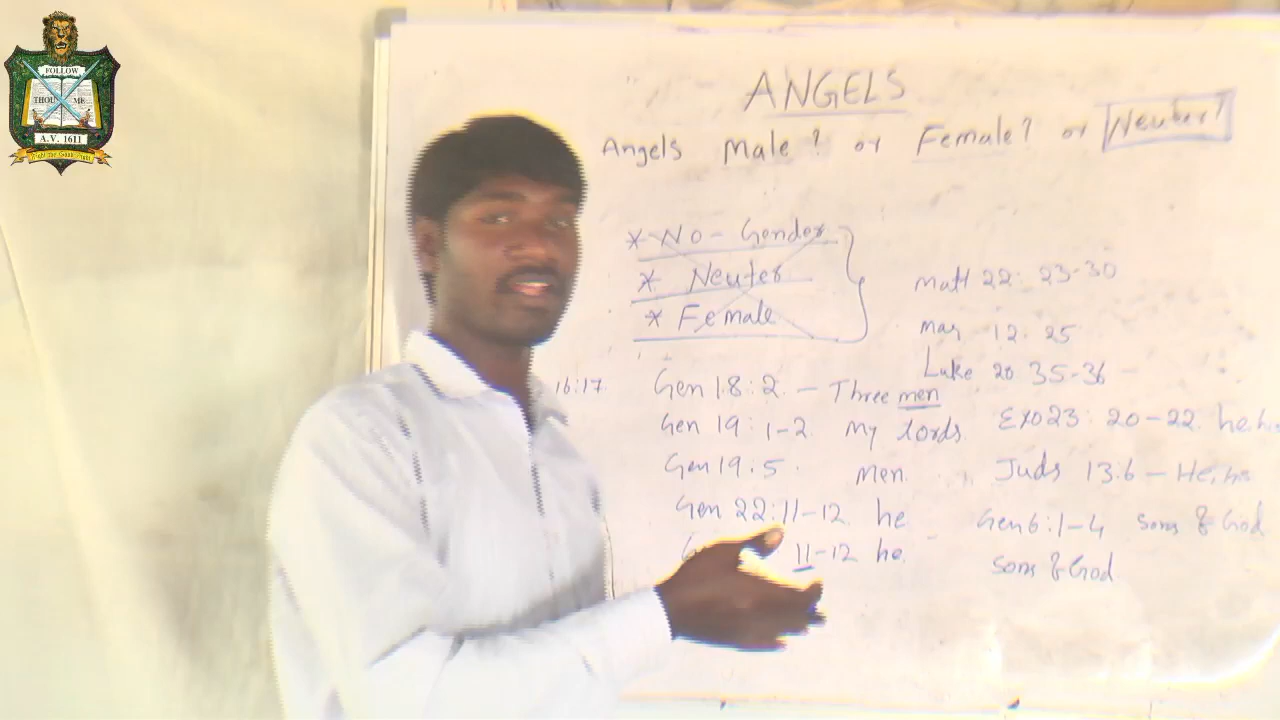 FOLLOW
THOU ME
A.V. 1611
ANGELS
Angels Male? or Female? or Neuter?
* No-Gender
* Neuter
* Female
Matt 22: 23-30
Mar 12. 25
Luke 20 35-36
16:17.
Gen 18:2. - Three men
Gen 19: 1-2. My lords
Gen 19:5. men
Gen 22:11-12 he
11-12 he.
Exo 23: 20-22 he, h
Juds 13:6 - He, his
Gen 6:1-4 Sons of God
Sons of God